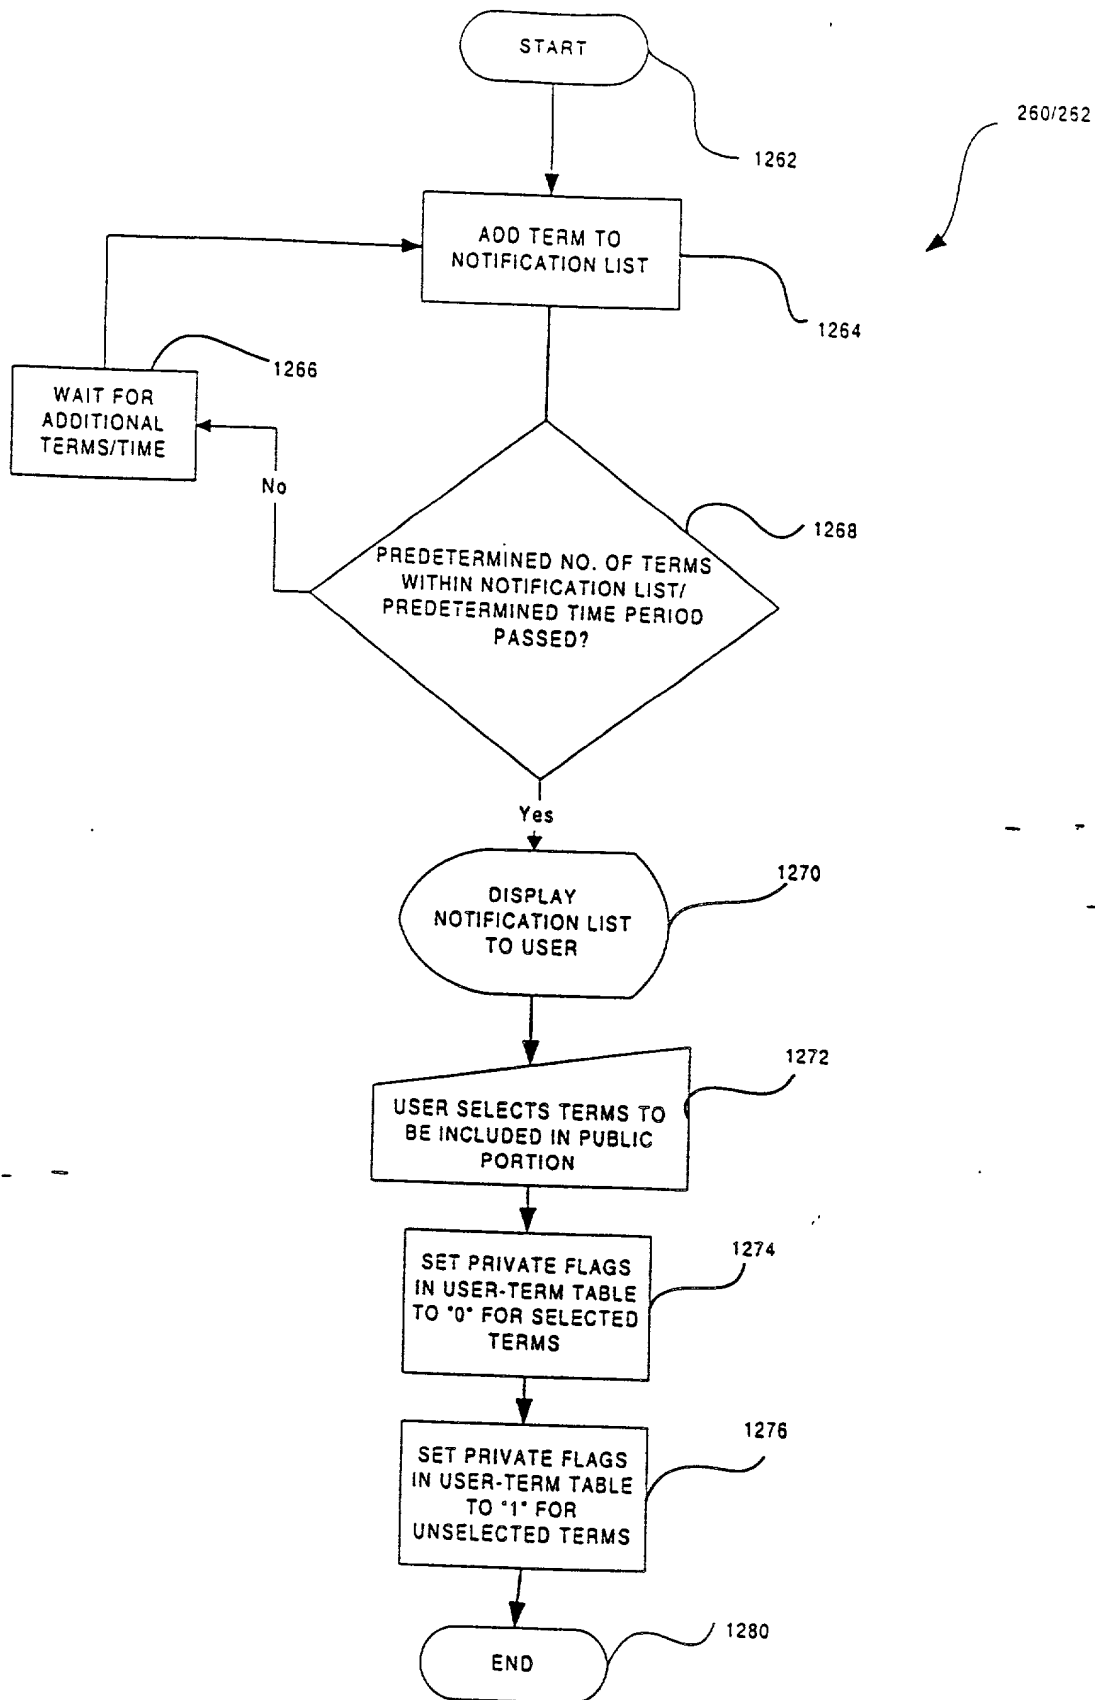 START
260/262
1262
ADD TERM TO
NOTIFICATION LIST
1264
1266
WAIT FOR
ADDITIONAL
TERMS/TIME
No
1268
PREDETERMINED NO. OF TERMS
WITHIN NOTIFICATION LIST/
PREDETERMINED TIME PERIOD
PASSED?
Yes
1270
DISPLAY
NOTIFICATION LIST
TO USER
1272
USER SELECTS TERMS TO
BE INCLUDED IN PUBLIC
PORTION
1274
SET PRIVATE FLAGS
IN USER-TERM TABLE
TO "0" FOR SELECTED
TERMS
1276
SET PRIVATE FLAGS
IN USER-TERM TABLE
TO "1" FOR
UNSELECTED TERMS
1280
END